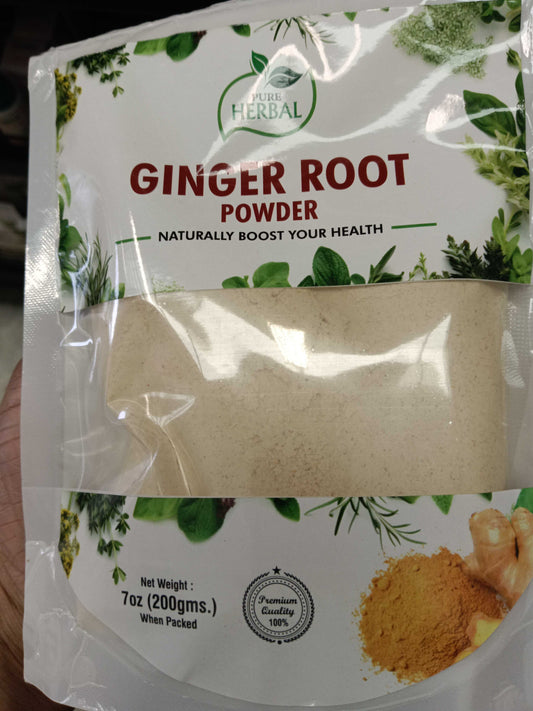 PURE
HERBAL
GINGER ROOT
POWDER
NATURALLY BOOST YOUR HEALTH
Net Weight :
7oz (200gms.)
When Packed
Premium
Quality
100%